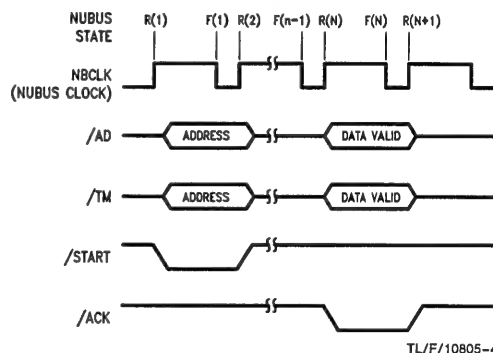 NUBUS STATE R(1) F(1) R(2) F(n-1) R(N) F(N) R(N+1)
NBCLK
(NUBUS CLOCK)
/AD ADDRESS DATA VALID
/TM ADDRESS DATA VALID
/START
/ACK
TL/F/10805-4